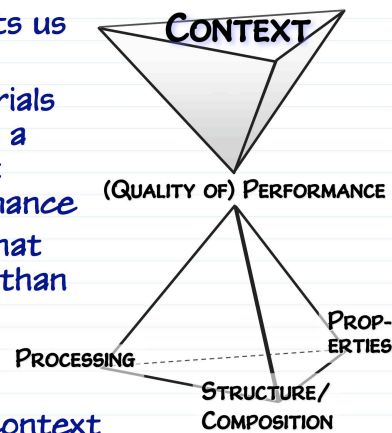 ts us
CONTEXT
rials
a
(QUALITY OF) PERFORMANCE
nance
hat
than
PROP-
ERTIES
PROCESSING
STRUCTURE/
COMPOSITION
ontext